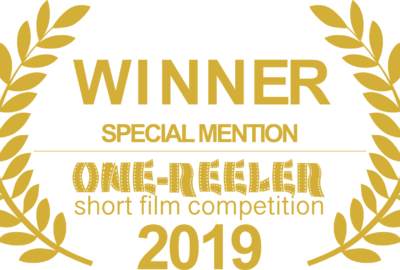 WINNER
SPECIAL MENTION
ONE-REELER
short film competition
2019